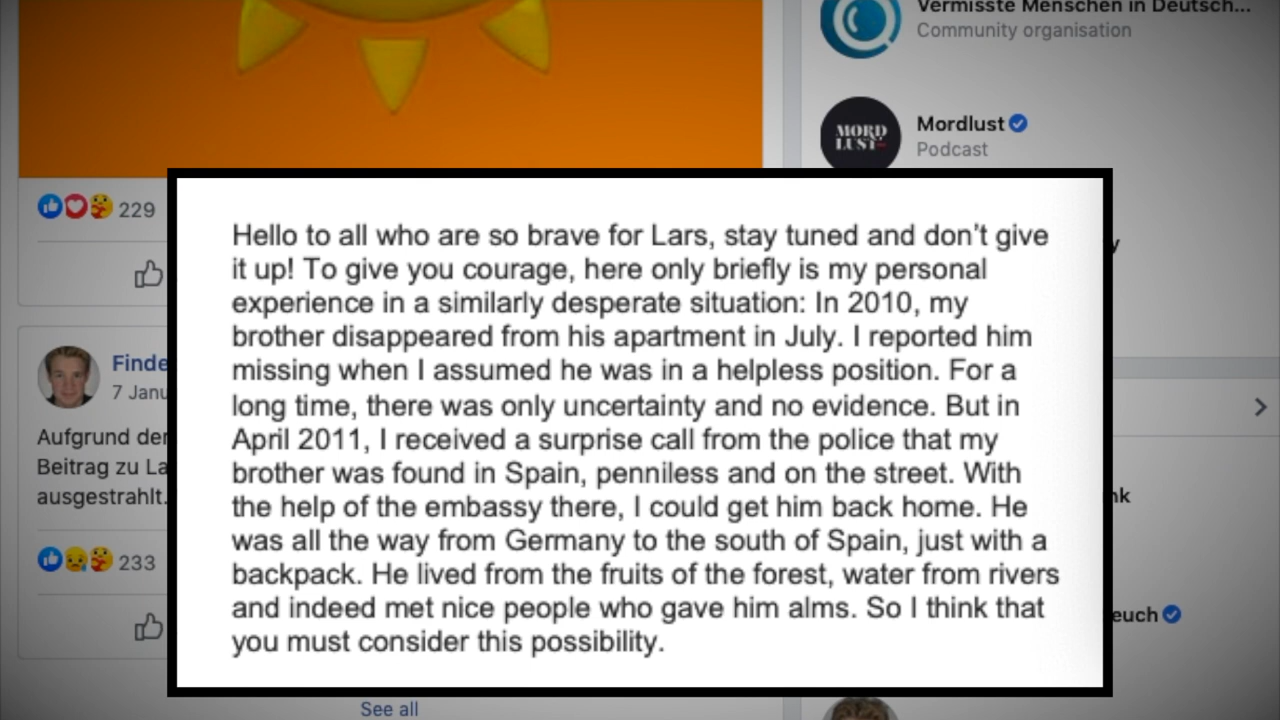 Vermisste Menschen in Deutsch...
Community organisation
MORD
LUST
Mordlust
Podcast
229
Hello to all who are so brave for Lars, stay tuned and don't give
it up! To give you courage, here only briefly is my personal
experience in a similarly desperate situation: In 2010, my
brother disappeared from his apartment in July. I reported him
missing when I assumed he was in a helpless position. For a
long time, there was only uncertainty and no evidence. But in
April 2011, I received a surprise call from the police that my
brother was found in Spain, penniless and on the street. With
the help of the embassy there, I could get him back home. He
was all the way from Germany to the south of Spain, just with a
backpack. He lived from the fruits of the forest, water from rivers
and indeed met nice people who gave him alms. So I think that
you must consider this possibility.
Finde
7 Janu
Aufgrund der
Beitrag zu La
ausgestrahlt.
233
y
nk
euch
See all